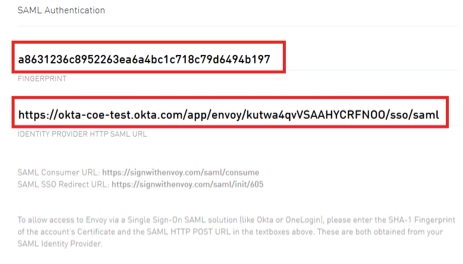 SAML Authentication
a8631236c8952263ea6a4bc1c718c79d6494b197
FINGERPRINT
https://okta-coe-test.okta.com/app/envoy/kutwa4qvVSAAHYCRFNOO/sso/saml
IDENTITY PROVIDER HTTP SAML URL
SAML Consumer URL: https://signwithenvoy.com/saml/consume
SAML SSO Redirect URL: https://signwithenvoy.com/saml/init/605
To allow access to Envoy via a Single Sign-On SAML solution (like Okta or OneLogin), please enter the SHA-1 Fingerprint
of the account's Certificate and the SAML HTTP POST URL in the textboxes above. These are both obtained from your
SAML Identity Provider.